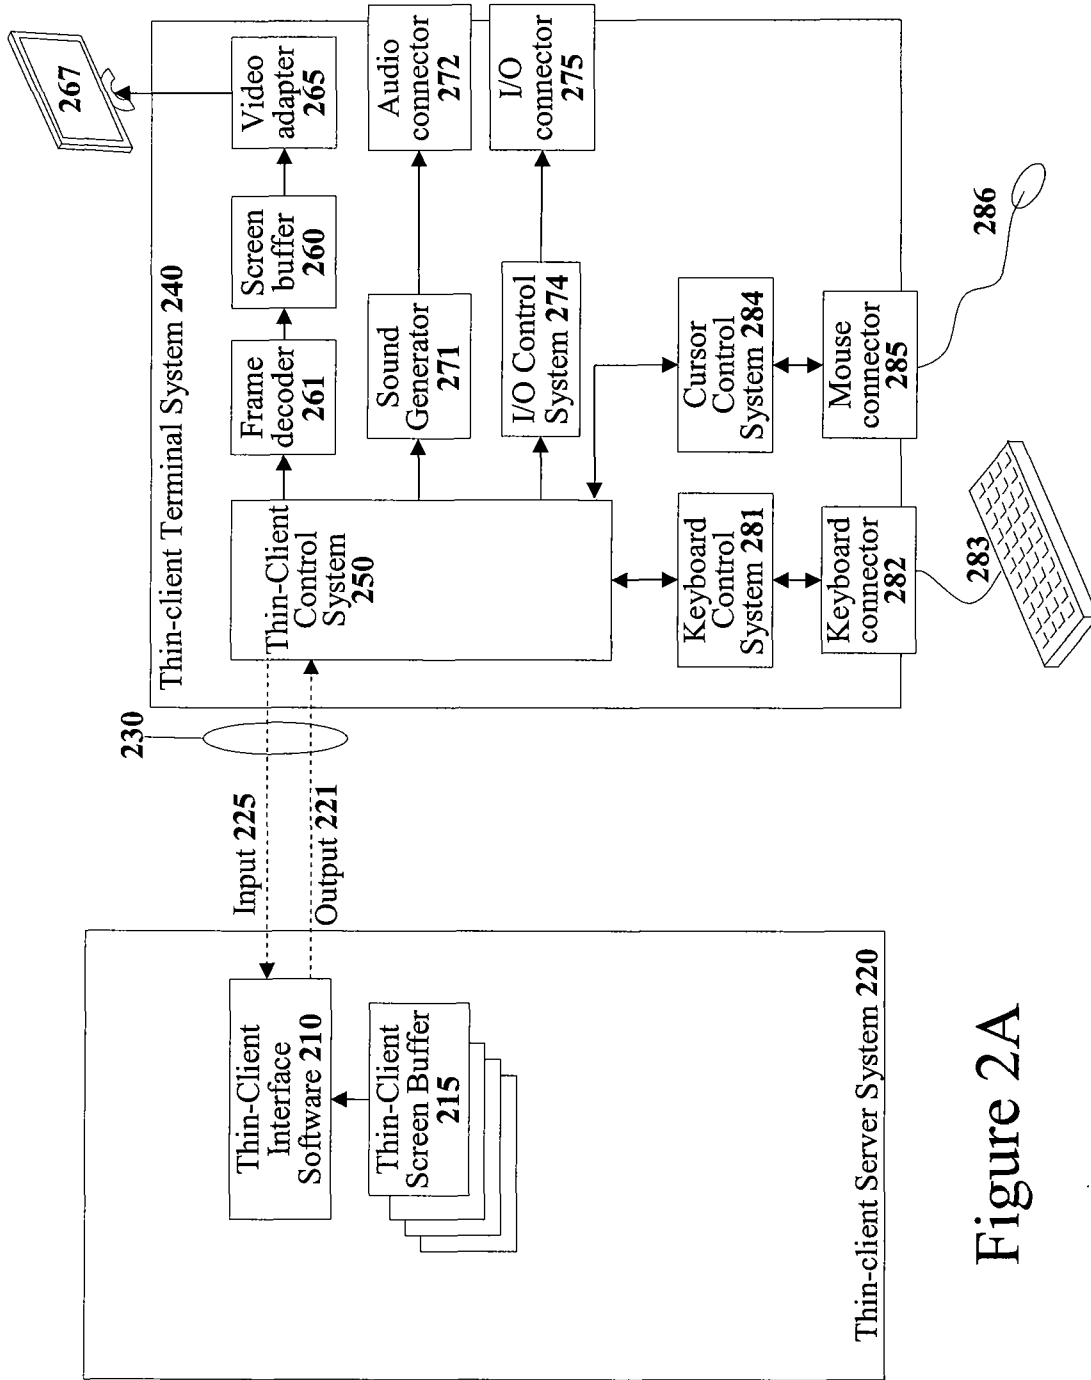 Thin-client Server System 220
Thin-Client
Interface
Software 210
Thin-Client
Screen Buffer
215
Input 225
Output 221
230
Thin-client Terminal System 240
Thin-Client
Control
System
250
Frame
decoder
261
Screen
buffer
260
Video
adapter
265
267
Sound
Generator
271
Audio
connector
272
I/O Control
System 274
I/O
connector
275
Keyboard
Control
System 281
Cursor
Control
System 284
Keyboard
connector
282
Mouse
connector
285
283
286
Figure 2A